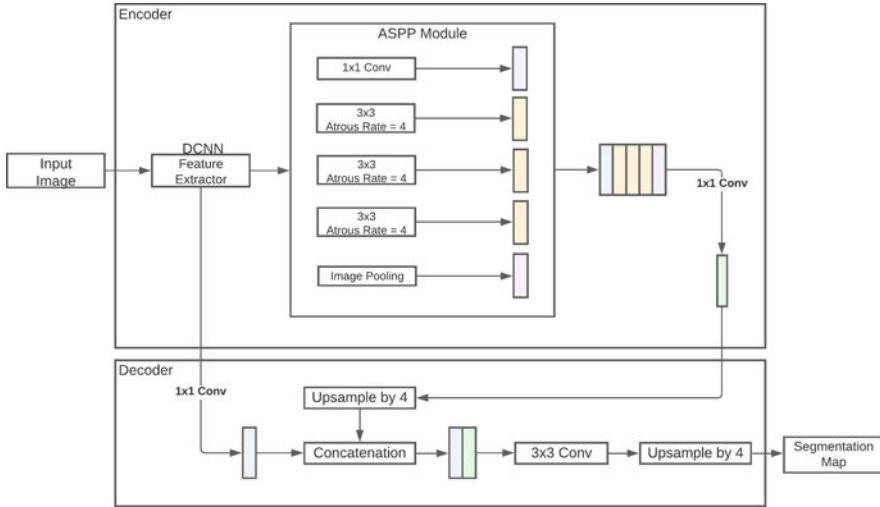 Encoder
ASPP Module
1x1 Conv
3x3
Atrous Rate = 4
DCNN
Input
Image
Feature
Extractor
3x3
Atrous Rate = 4
1x1 Conv
3x3
Atrous Rate = 4
Image Pooling
Decoder
1x1 Conv
Upsample by 4
Concatenation
3x3 Conv
Upsample by 4
Segmentation
Map